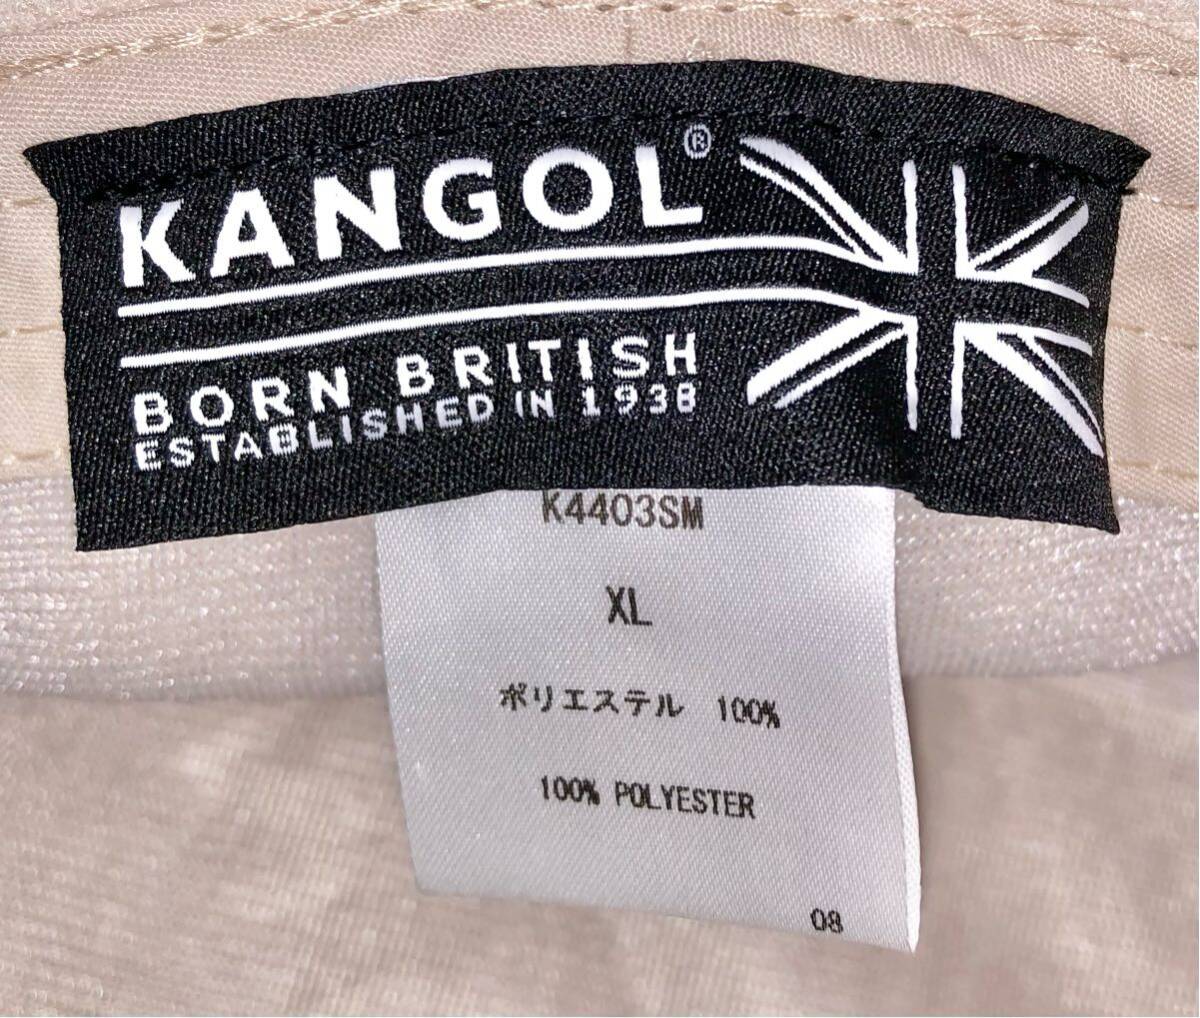 KANGOL®
BORN BRITISH
ESTABLISHED IN 1938
K4403SM
XL
ポリエステル 100%
100% POLYESTER
08